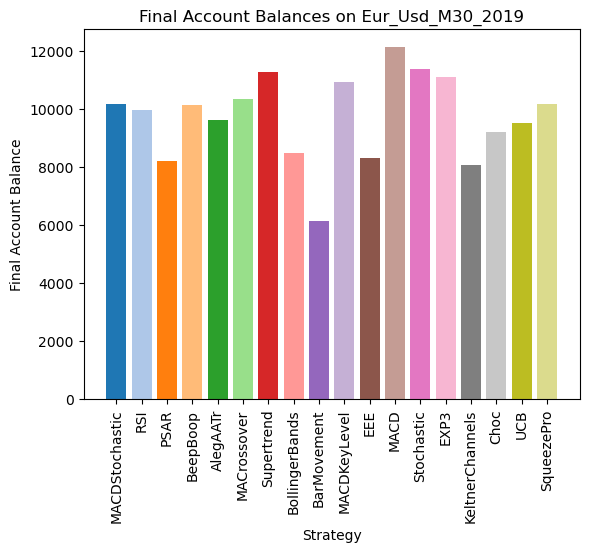 Final Account Balances on Eur_Usd_M30_2019
Final Account Balance
12000
10000
8000
6000
4000
2000
0
MACDStochastic
RSI
PSAR
BeepBoop
AlegAATr
MACrossover
Supertrend
BollingerBands
BarMovement
MACDKeyLevel
EEE
MACD
Stochastic
EXP3
KeltnerChannels
Choc
UCB
SqueezePro
Strategy